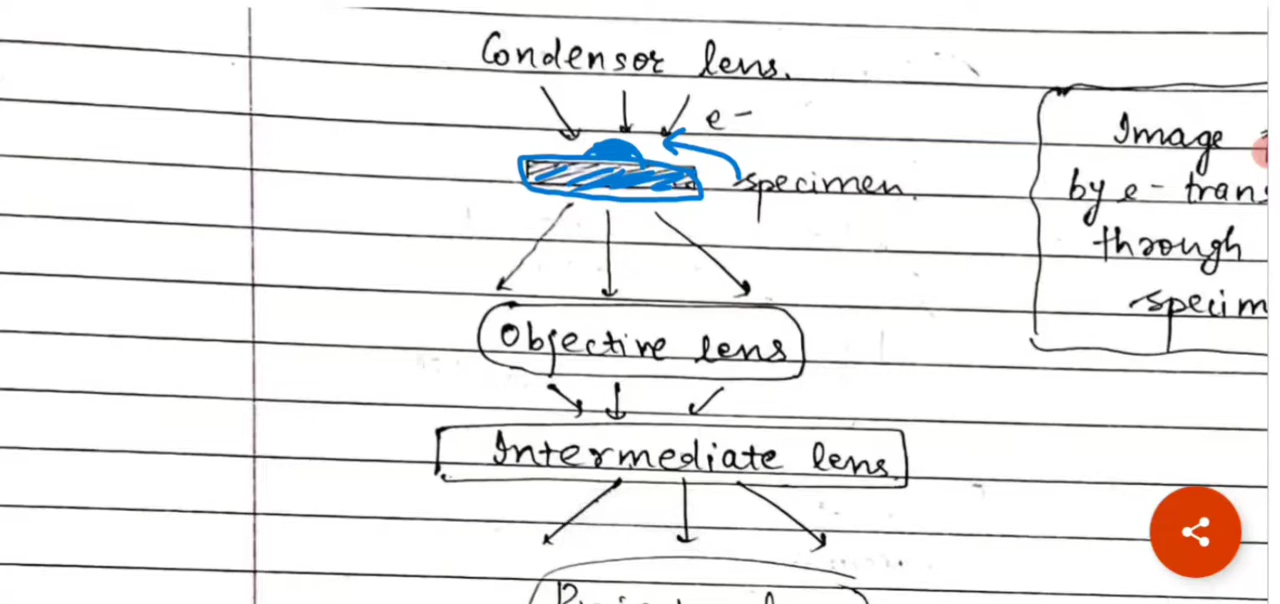 Condensor lens.
e-
specimen.
Objective lens
Intermediate lens
Image
by e- trans
through
specim